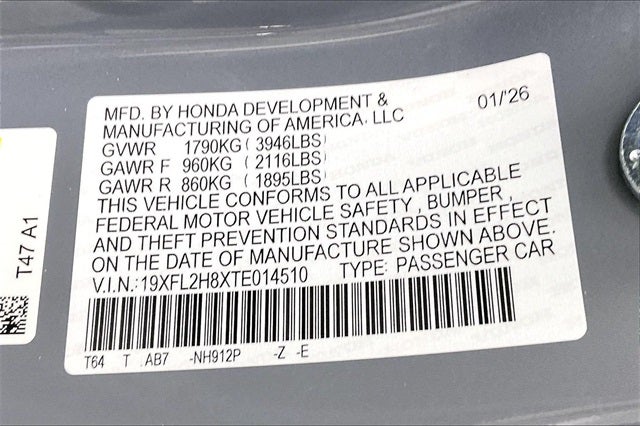 MFD. BY HONDA DEVELOPMENT & 01/'26
MANUFACTURING OF AMERICA, LLC
GVWR 1790KG ( 3946LBS)
GAWR F 960KG ( 2116LBS)
GAWR R 860KG ( 1895LBS)
THIS VEHICLE CONFORMS TO ALL APPLICABLE
FEDERAL MOTOR VEHICLE SAFETY , BUMPER ,
AND THEFT PREVENTION STANDARDS IN EFFECT
ON THE DATE OF MANUFACTURE SHOWN ABOVE.
V.I.N.:19XFL2H8XTE014510 TYPE: PASSENGER CAR
T64 T .AB7 -NH912P -Z -E
T47 A1